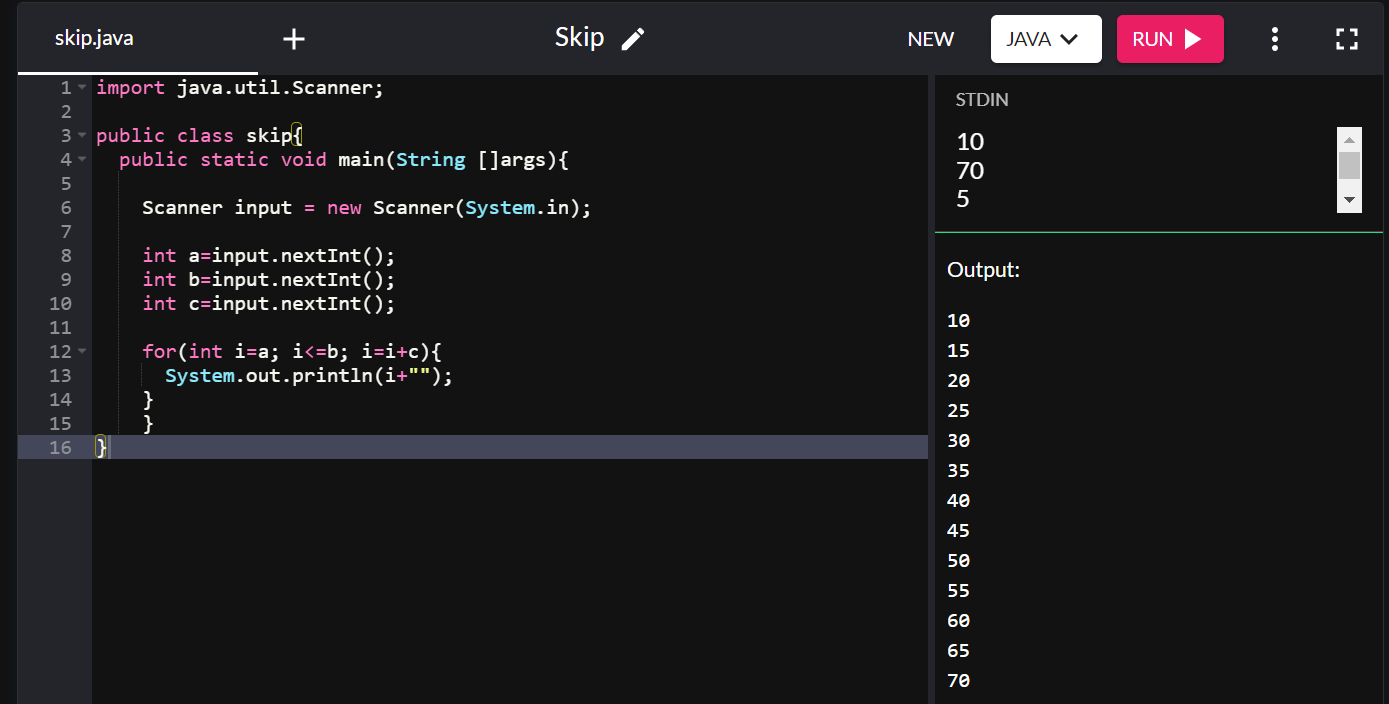 skip.java + Skip NEW JAVA RUN
1 import java.util.Scanner;
2
3 public class skip{
4   public static void main(String []args){
5
6     Scanner input = new Scanner(System.in);
7
8     int a=input.nextInt();
9     int b=input.nextInt();
10     int c=input.nextInt();
11
12     for(int i=a; i<=b; i=i+c){
13       System.out.println(i+"");
14     }
15     }
16 }
STDIN
10
70
5
Output:
10
15
20
25
30
35
40
45
50
55
60
65
70